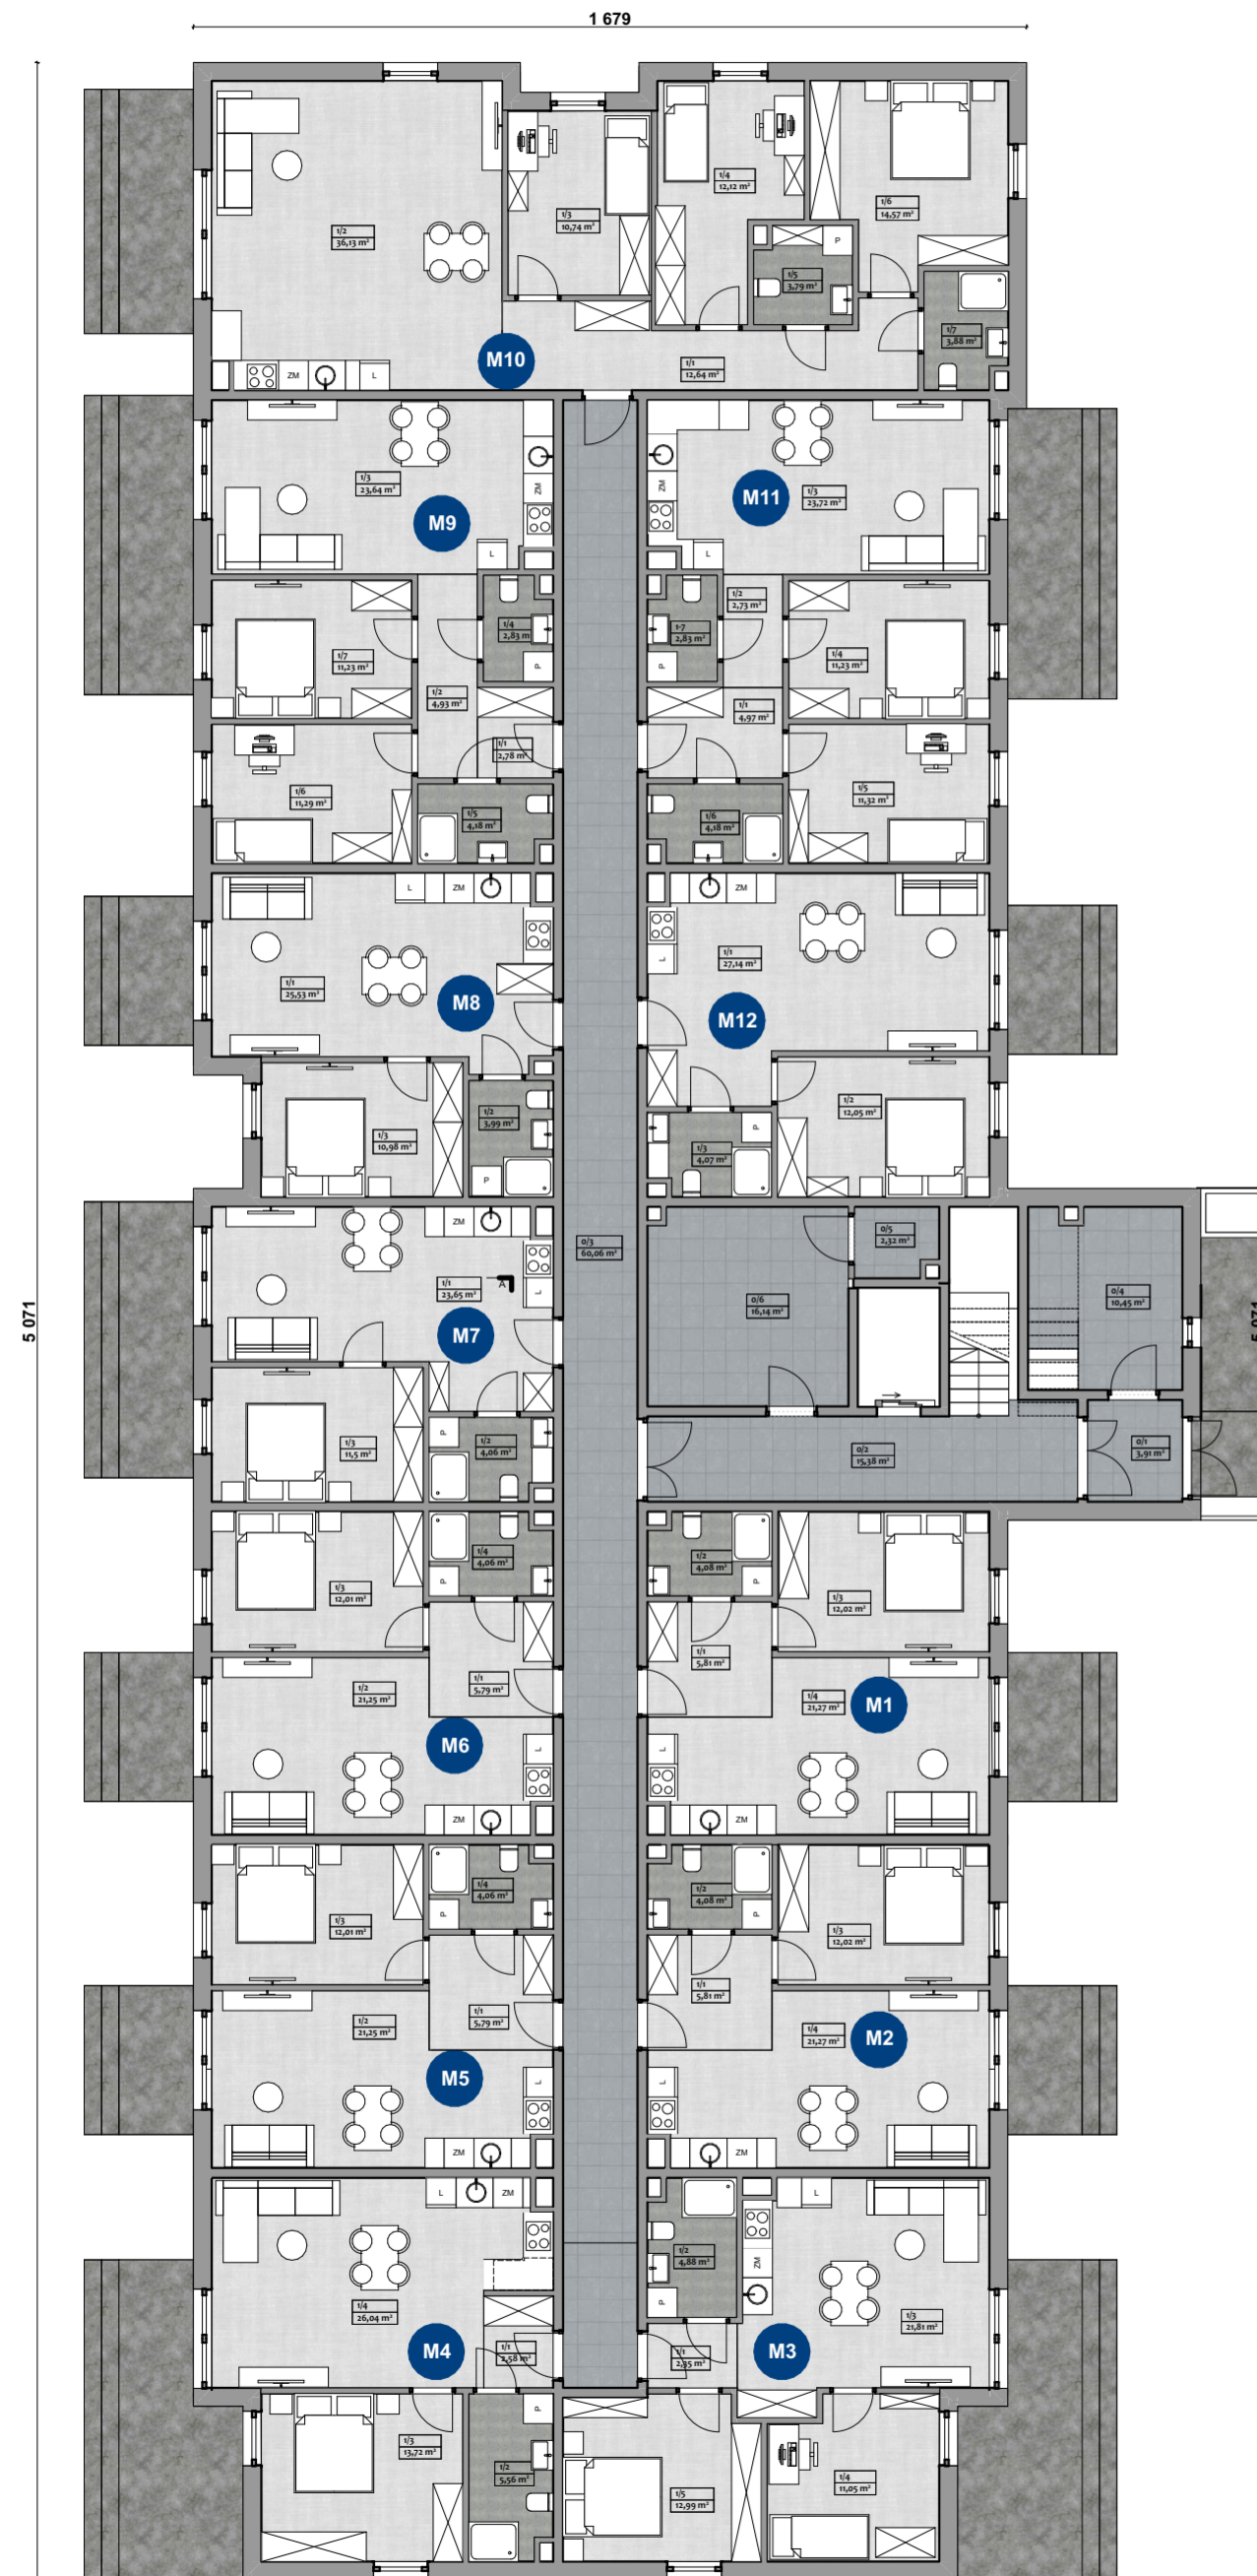 1 679
1/2
36,13 m²
1/3
10,74 m²
1/4
12,12 m²
1/6
14,57 m²
1/5
3,79 m²
P
1/7
3,88 m²
M10
1/1
12,64 m²
ZM
L
1/3
23,64 m²
M9
ZM
L
ZM
L
M11
1/3
23,72 m²
1/7
11,23 m²
1/4
2,83 m
P
1/2
4,93 m²
1/1
2,78 m²
1-7
2,83 m²
P
1/2
2,73 m²
1/4
11,23 m²
1/1
4,97 m²
1/6
11,29 m²
1/5
4,18 m²
1/6
4,18 m²
1/5
11,32 m²
L
ZM
1/1
25,53 m²
M8
ZM
L
1/1
27,14 m²
M12
1/3
10,98 m²
1/2
3,99 m²
P
1/3
4,07 m²
P
1/2
12,05 m²
ZM
L
1/1
23,65 m²
A
M7
0/3
60,06 m²
0/5
2,32 m²
0/6
16,14 m²
0/4
10,45 m²
5 071
5 071
1/3
11,5 m²
1/2
4,06 m²
P
0/2
15,38 m²
0/1
3,91 m²
1/3
12,01 m²
1/4
4,06 m²
P
1/2
4,08 m²
P
1/3
12,02 m²
1/2
21,25 m²
1/1
5,79 m²
M6
L
ZM
1/1
5,81 m²
1/4
21,27 m²
M1
L
ZM
1/3
12,01 m²
1/4
4,06 m²
P
1/2
4,08 m²
P
1/3
12,02 m²
1/2
21,25 m²
1/1
5,79 m²
M5
L
ZM
1/1
5,81 m²
1/4
21,27 m²
M2
L
ZM
L
ZM
1/4
26,04 m²
M4
1/1
2,58 m²
1/2
4,88 m²
P
L
ZM
1/3
21,81 m²
M3
1/1
2,35 m²
1/3
13,72 m²
P
1/2
5,56 m²
1/5
12,99 m²
1/4
11,05 m²